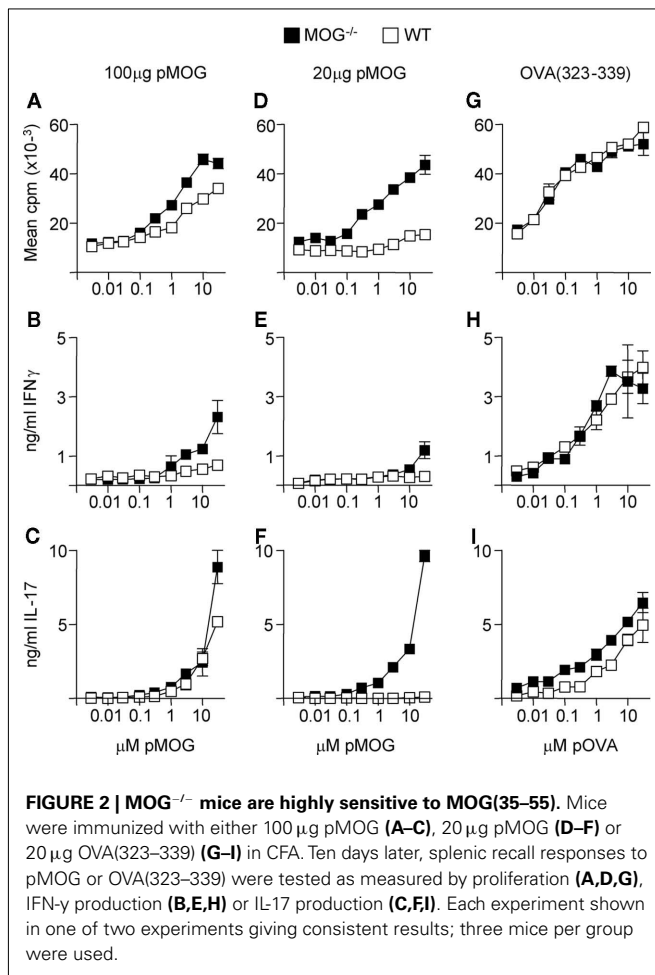 ■ MOG⁻/⁻ □ WT
100μg pMOG 20μg pMOG OVA(323-339)
A D G
Mean cpm (x10-³)
60 60 60
40 40 40
20 20 20
0.01 0.1 1 10 0.01 0.1 1 10 0.01 0.1 1 10
B E H
ng/ml IFNγ
5 5 5
3 3 3
1 1 1
0.01 0.1 1 10 0.01 0.1 1 10 0.01 0.1 1 10
C F I
ng/ml IL-17
10 10 10
5 5 5
0.01 0.1 1 10 0.01 0.1 1 10 0.01 0.1 1 10
μM pMOG μM pMOG μM pOVA
FIGURE 2 | MOG⁻/⁻ mice are highly sensitive to MOG(35–55). Mice
were immunized with either 100 μg pMOG (A–C), 20 μg pMOG (D–F) or
20 μg OVA(323–339) (G–I) in CFA. Ten days later, splenic recall responses to
pMOG or OVA(323–339) were tested as measured by proliferation (A,D,G),
IFN-γ production (B,E,H) or IL-17 production (C,F,I). Each experiment shown
in one of two experiments giving consistent results; three mice per group
were used.